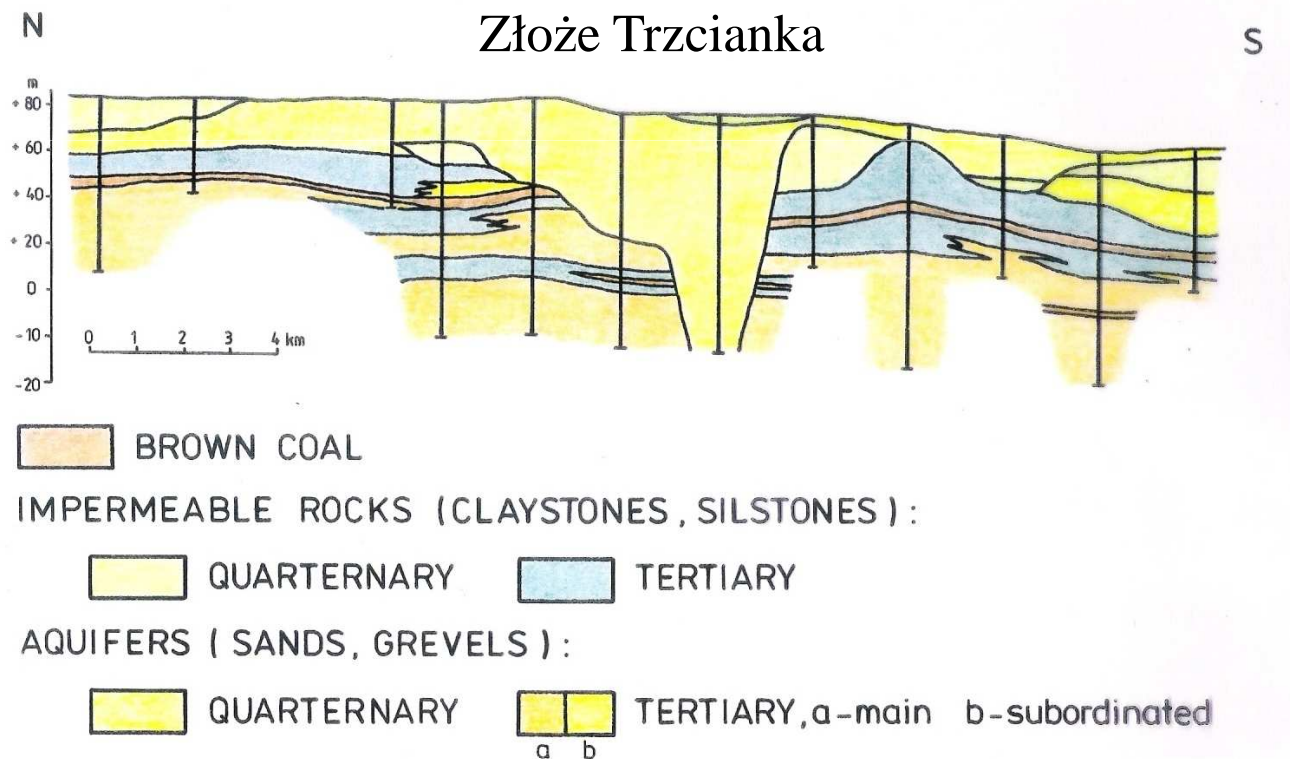 N
Złoże Trzcianka
S
m
+ 80
+ 60
+ 40
+ 20
0
-10
-20
0 1 2 3 4 km
BROWN COAL
IMPERMEABLE ROCKS (CLAYSTONES, SILSTONES):
QUARTERNARY TERTIARY
AQUIFERS (SANDS, GREVELS):
QUARTERNARY TERTIARY, a-main b-subordinated
a b